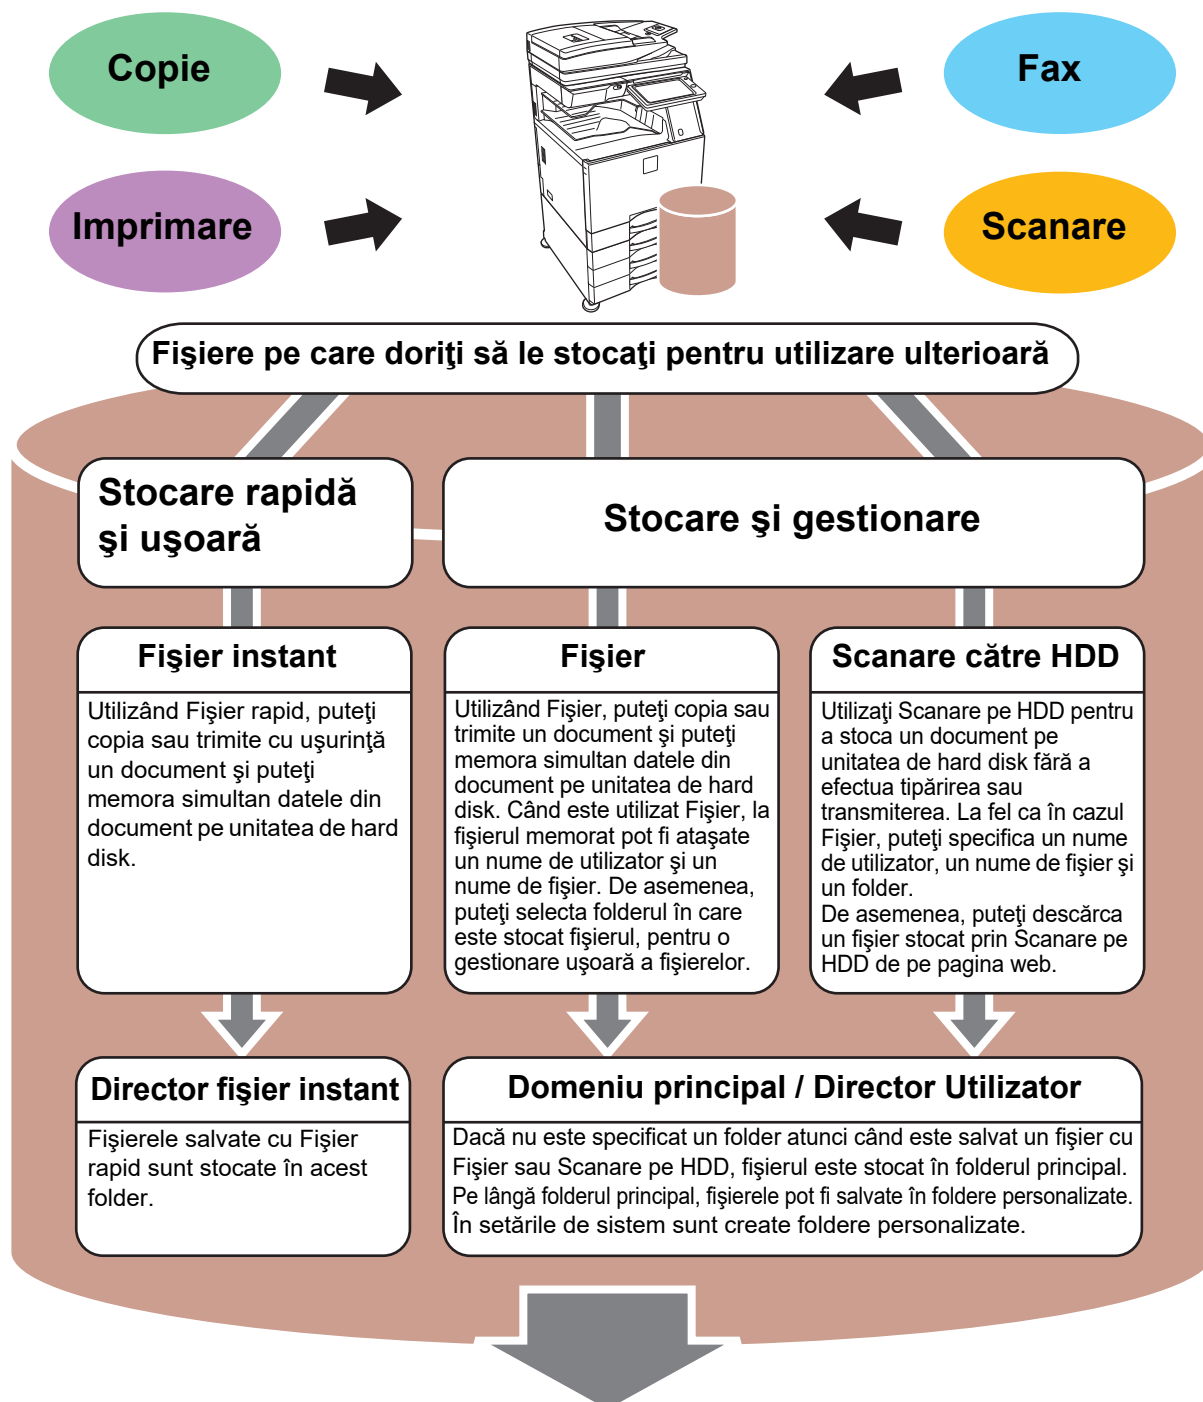 Copie
Fax
Imprimare
Scanare
Fişiere pe care doriţi să le stocaţi pentru utilizare ulterioară
Stocare rapidă
şi uşoară
Stocare şi gestionare
Fişier instant
Utilizând Fişier rapid, puteţi
copia sau trimite cu uşurinţă
un document şi puteţi
memora simultan datele din
document pe unitatea de hard
disk.
Fişier
Utilizând Fişier, puteţi copia sau
trimite un document şi puteţi
memora simultan datele din
document pe unitatea de hard
disk. Când este utilizat Fişier, la
fişierul memorat pot fi ataşate
un nume de utilizator şi un
nume de fişier. De asemenea,
puteţi selecta folderul în care
este stocat fişierul, pentru o
gestionare uşoară a fişierelor.
Scanare către HDD
Utilizaţi Scanare pe HDD pentru
a stoca un document pe
unitatea de hard disk fără a
efectua tipărirea sau
transmiterea. La fel ca în cazul
Fişier, puteţi specifica un nume
de utilizator, un nume de fişier şi
un folder.
De asemenea, puteţi descărca
un fişier stocat prin Scanare pe
HDD de pe pagina web.
Director fişier instant
Fişierele salvate cu Fişier
rapid sunt stocate în acest
folder.
Domeniu principal / Director Utilizator
Dacă nu este specificat un folder atunci când este salvat un fişier cu
Fişier sau Scanare pe HDD, fişierul este stocat în folderul principal.
Pe lângă folderul principal, fişierele pot fi salvate în foldere personalizate.
În setările de sistem sunt create foldere personalizate.